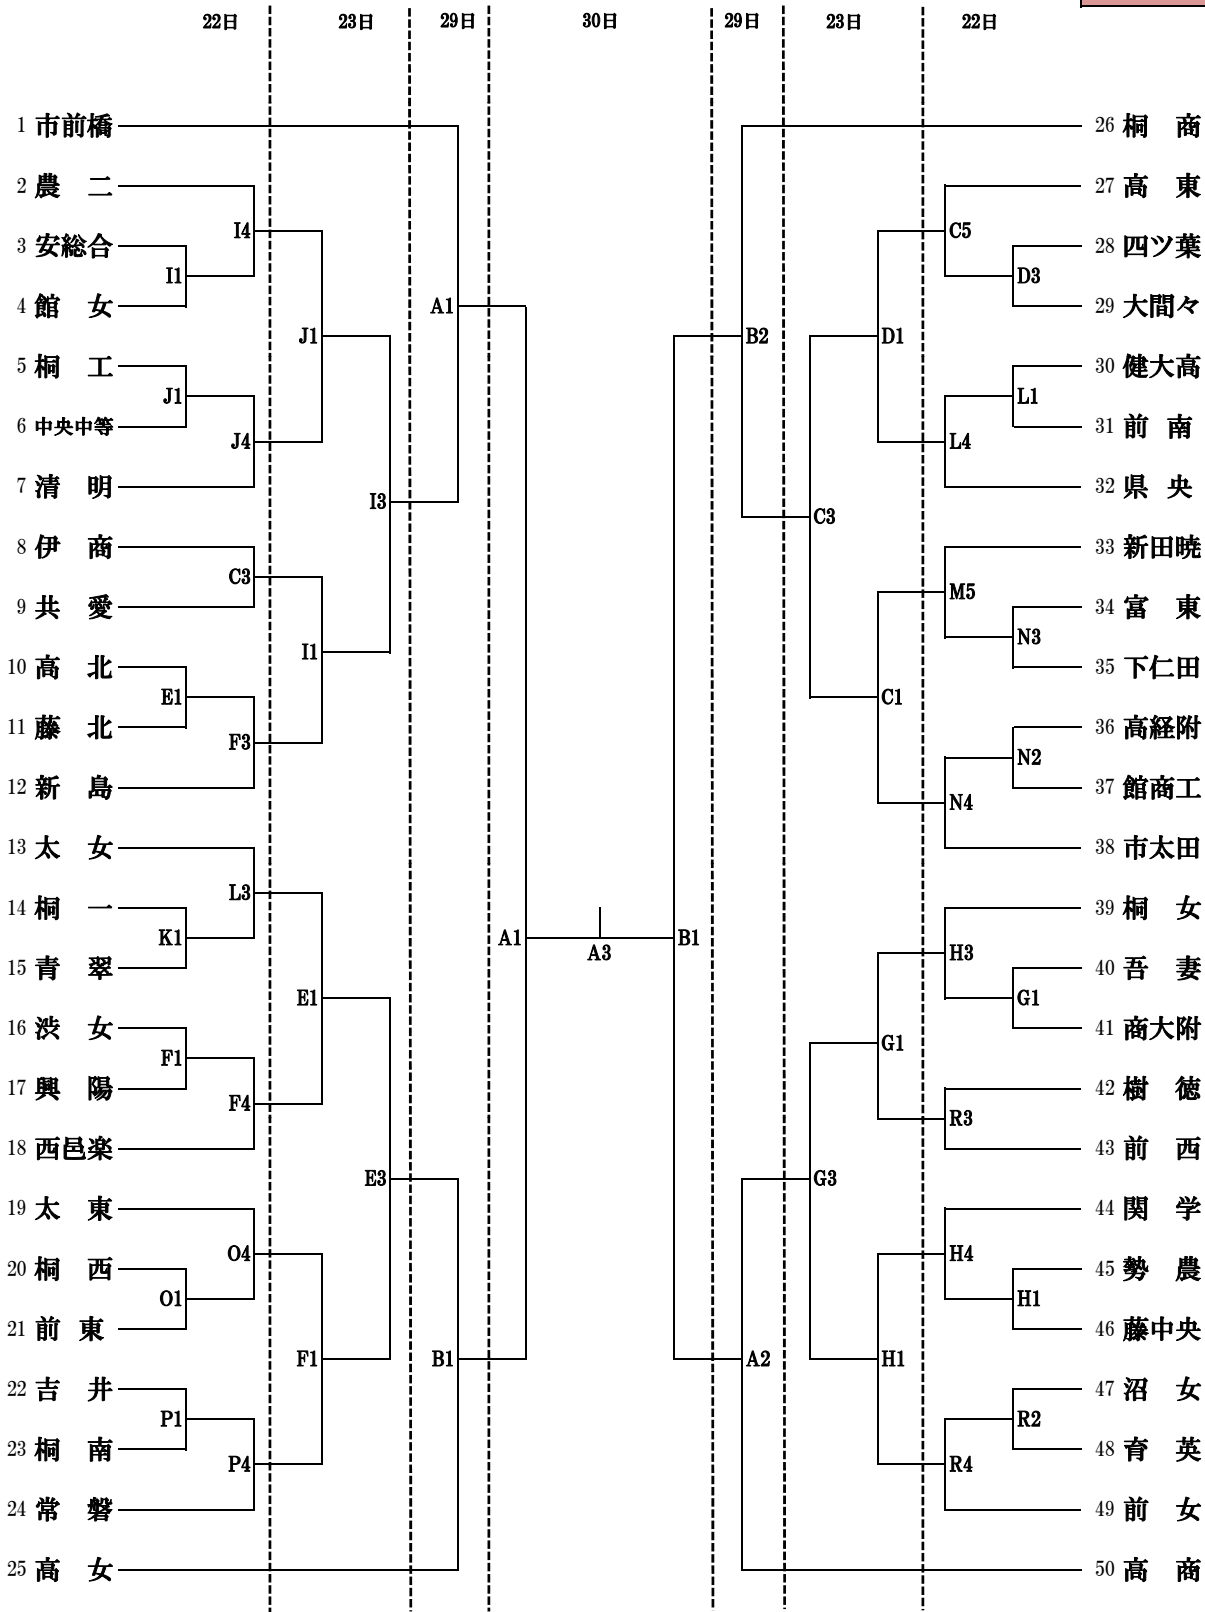 22日 23日 29日 30日 29日 23日 22日
1 市前橋
2 農 二
3 安総合
4 館 女
5 桐 工
6 中央中等
7 清 明
8 伊 商
9 共 愛
10 高 北
11 藤 北
12 新 島
13 太 女
14 桐 一
15 青 翠
16 渋 女
17 興 陽
18 西邑楽
19 太 東
20 桐 西
21 前 東
22 吉 井
23 桐 南
24 常 磐
25 高 女
I4
I1
J1
J4
C3
E1
F3
L3
K1
F1
F4
O4
O1
P1
P4
J1
I1
E1
F1
I3
E3
A1
B1
A1
A3
B1
B2
A2
C3
G3
D1
C1
G1
H1
C5
D3
L1
L4
M5
N3
N2
N4
H3
G1
R3
H4
H1
R2
R4
26 桐 商
27 高 東
28 四ツ葉
29 大間々
30 健大高
31 前 南
32 県 央
33 新田暁
34 富 東
35 下仁田
36 高経附
37 館商工
38 市太田
39 桐 女
40 吾 妻
41 商大附
42 樹 徳
43 前 西
44 関 学
45 勢 農
46 藤中央
47 沼 女
48 育 英
49 前 女
50 高 商